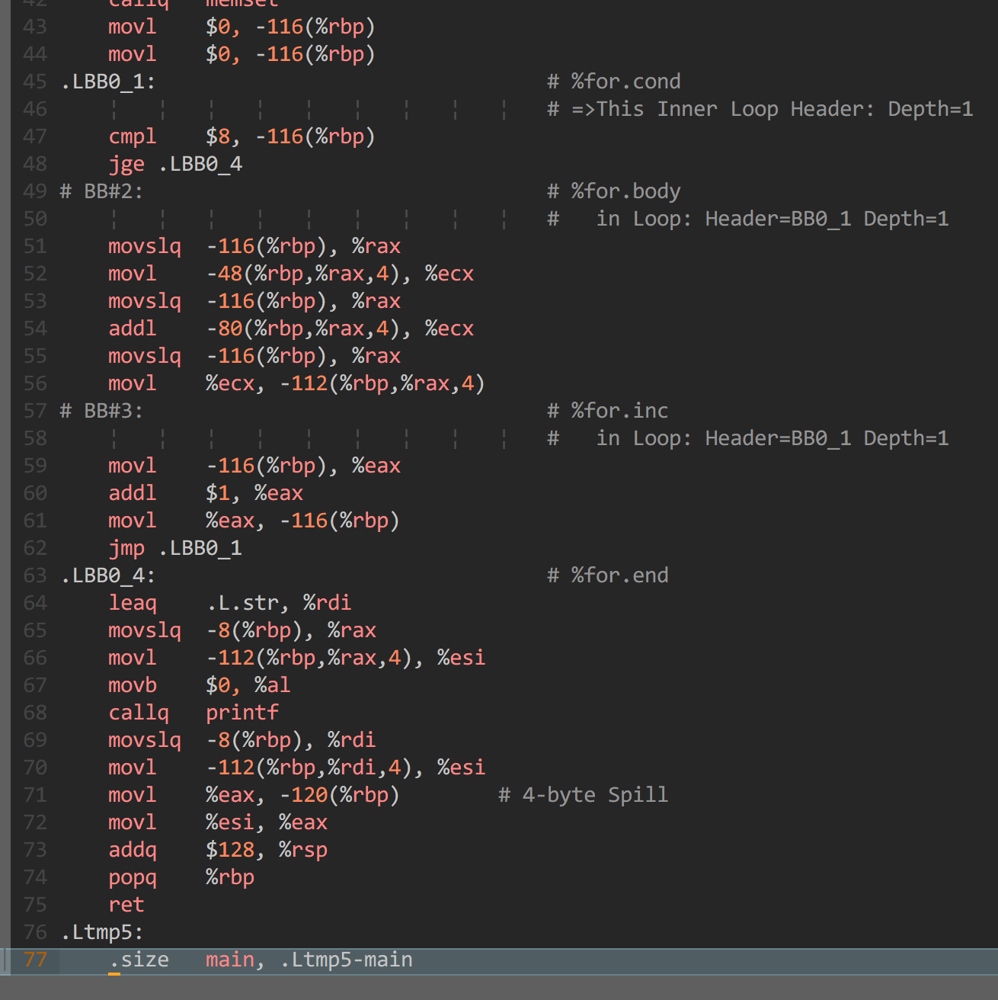 42 callq memset
43 movl $0, -116(%rbp)
44 movl $0, -116(%rbp)
45 .LBB0_1: # %for.cond
46 # =>This Inner Loop Header: Depth=1
47 cmpl $8, -116(%rbp)
48 jge .LBB0_4
49 # BB#2: # %for.body
50 # in Loop: Header=BB0_1 Depth=1
51 movslq -116(%rbp), %rax
52 movl -48(%rbp,%rax,4), %ecx
53 movslq -116(%rbp), %rax
54 addl -80(%rbp,%rax,4), %ecx
55 movslq -116(%rbp), %rax
56 movl %ecx, -112(%rbp,%rax,4)
57 # BB#3: # %for.inc
58 # in Loop: Header=BB0_1 Depth=1
59 movl -116(%rbp), %eax
60 addl $1, %eax
61 movl %eax, -116(%rbp)
62 jmp .LBB0_1
63 .LBB0_4: # %for.end
64 leaq .L.str, %rdi
65 movslq -8(%rbp), %rax
66 movl -112(%rbp,%rax,4), %esi
67 movb $0, %al
68 callq printf
69 movslq -8(%rbp), %rdi
70 movl -112(%rbp,%rdi,4), %esi
71 movl %eax, -120(%rbp) # 4-byte Spill
72 movl %esi, %eax
73 addq $128, %rsp
74 popq %rbp
75 ret
76 .Ltmp5:
77 .size main, .Ltmp5-main